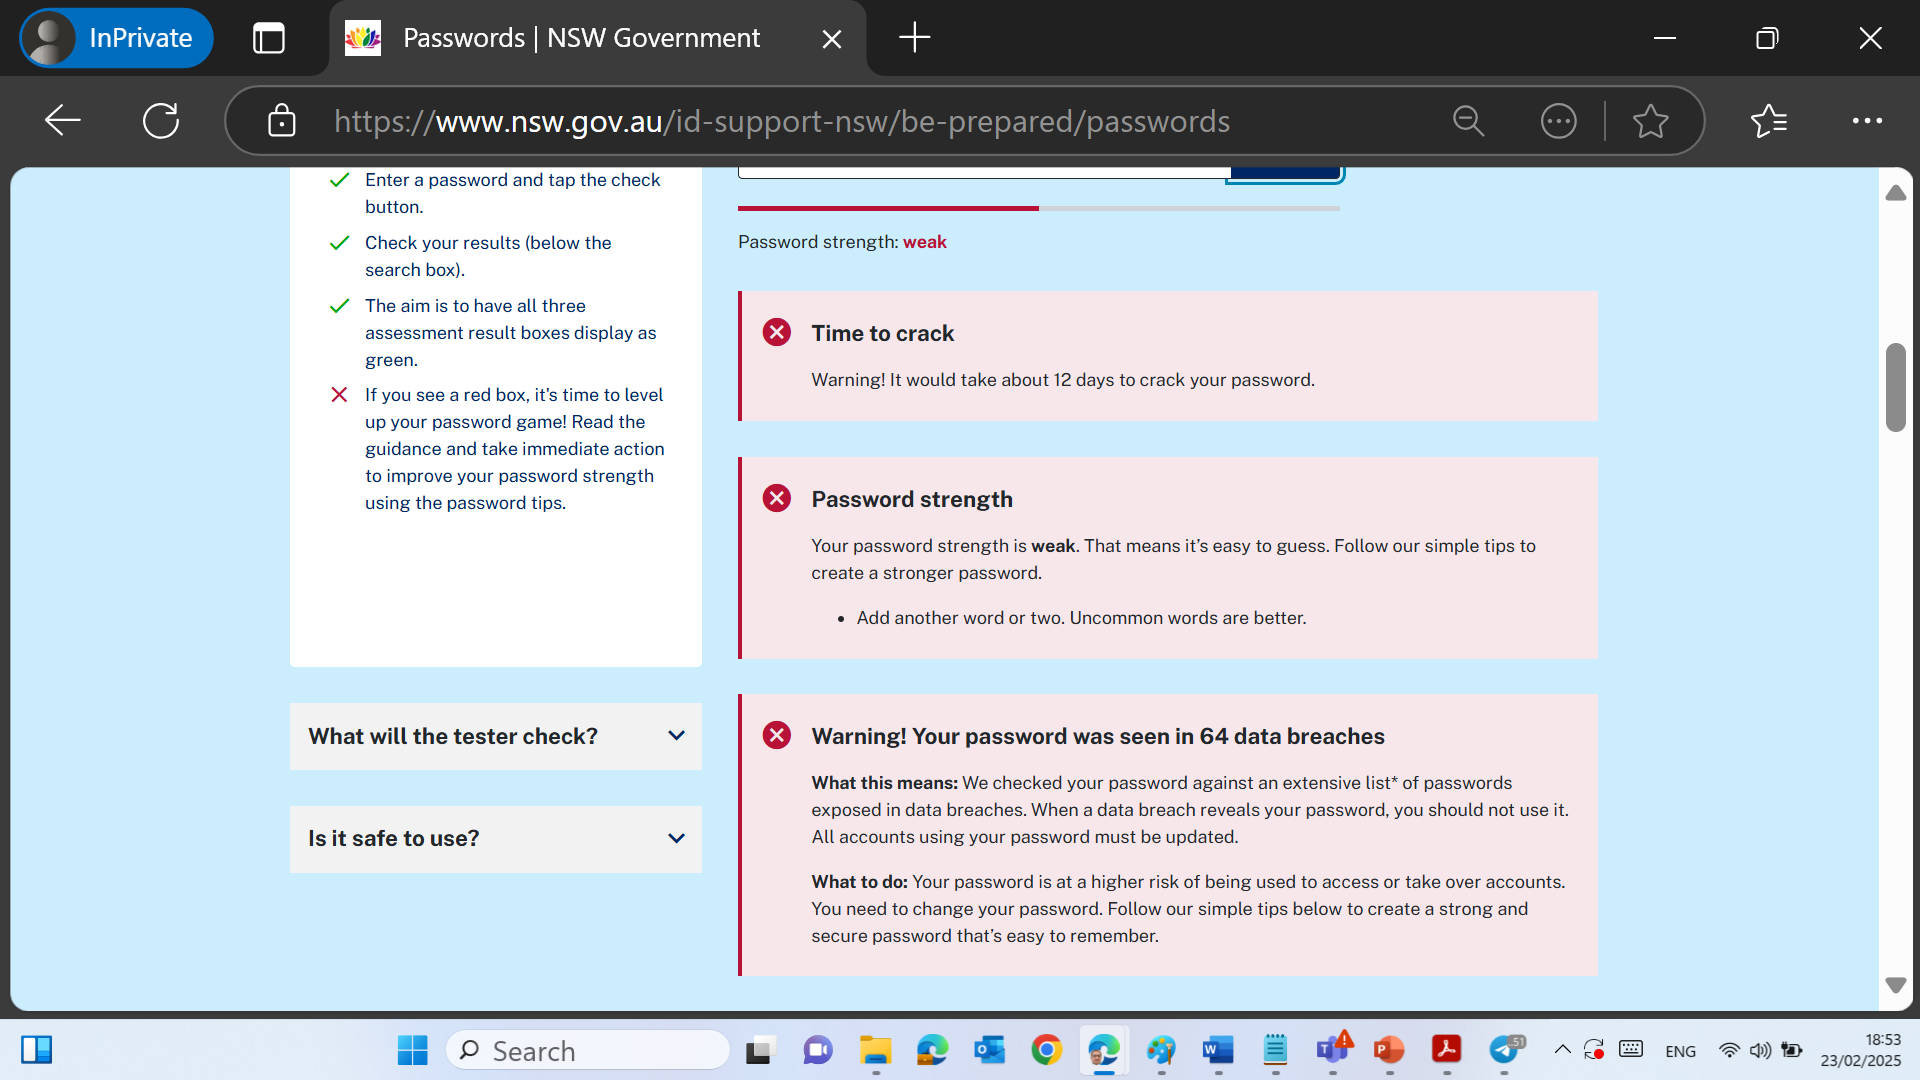 InPrivate
Passwords | NSW Government
https://www.nsw.gov.au/id-support-nsw/be-prepared/passwords
Enter a password and tap the check
button.
Check your results (below the
search box).
The aim is to have all three
assessment result boxes display as
green.
If you see a red box, it's time to level
up your password game! Read the
guidance and take immediate action
to improve your password strength
using the password tips.
What will the tester check?
Is it safe to use?
Password strength: weak
Time to crack
Warning! It would take about 12 days to crack your password.
Password strength
Your password strength is weak. That means it’s easy to guess. Follow our simple tips to
create a stronger password.
• Add another word or two. Uncommon words are better.
Warning! Your password was seen in 64 data breaches
What this means: We checked your password against an extensive list* of passwords
exposed in data breaches. When a data breach reveals your password, you should not use it.
All accounts using your password must be updated.
What to do: Your password is at a higher risk of being used to access or take over accounts.
You need to change your password. Follow our simple tips below to create a strong and
secure password that’s easy to remember.
Search
51
ENG
18:53
23/02/2025